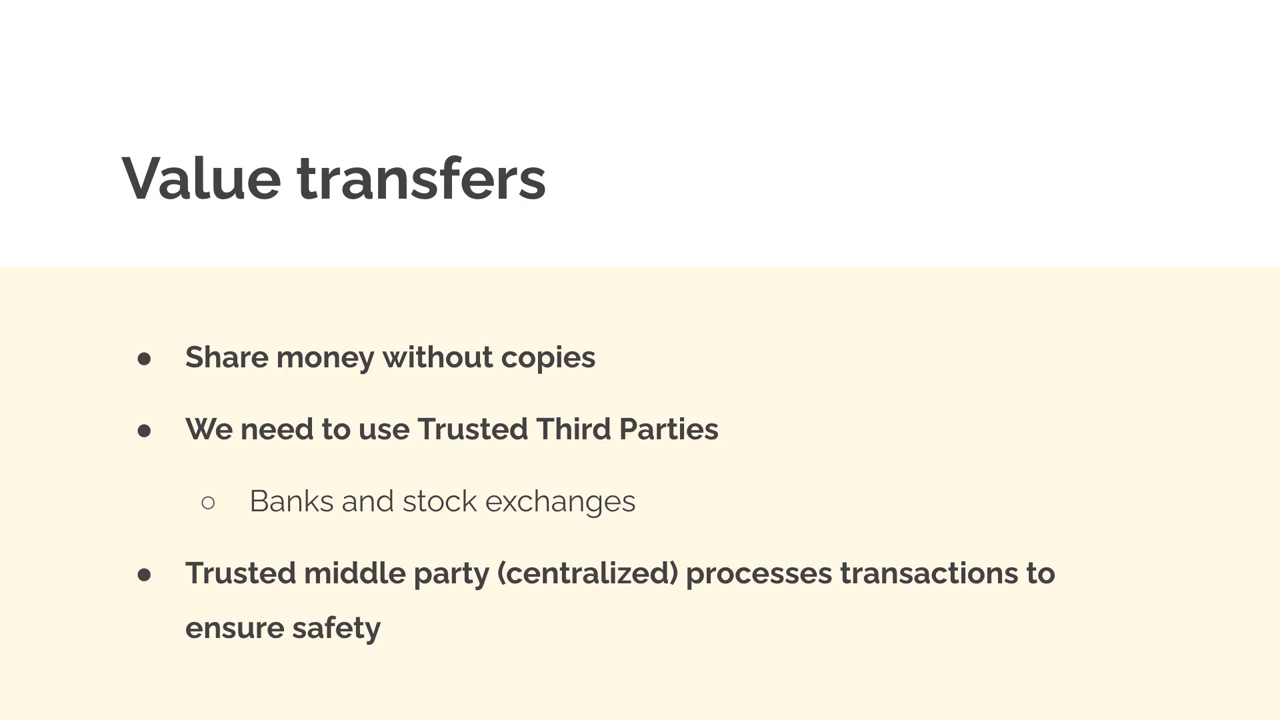 Value transfers
● Share money without copies
● We need to use Trusted Third Parties
○ Banks and stock exchanges
● Trusted middle party (centralized) processes transactions to
ensure safety